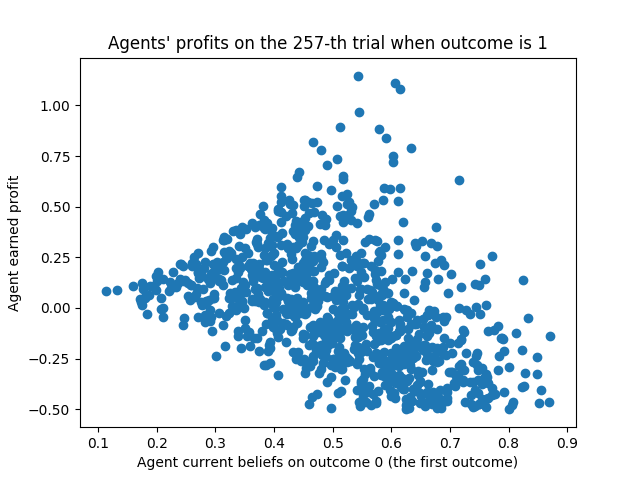 Agents' profits on the 257-th trial when outcome is 1
Agent earned profit
1.00
0.75
0.50
0.25
0.00
−0.25
−0.50
0.1 0.2 0.3 0.4 0.5 0.6 0.7 0.8 0.9
Agent current beliefs on outcome 0 (the first outcome)